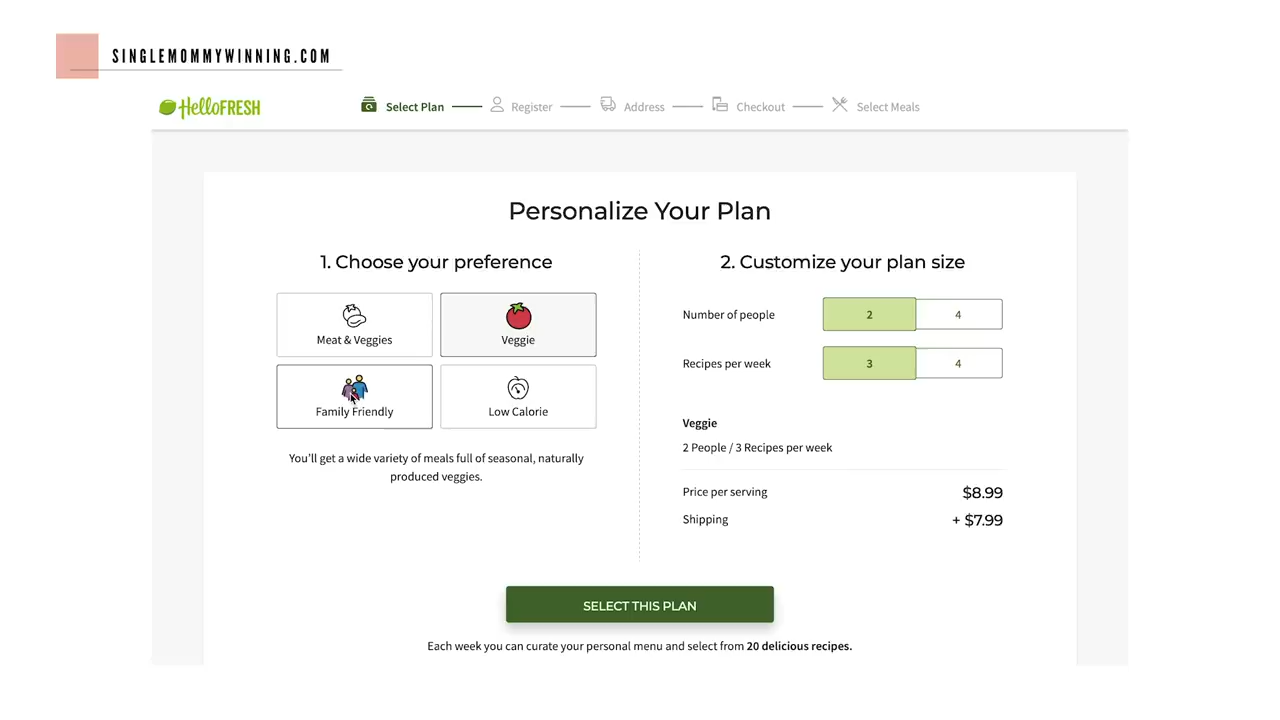 SINGLEMOMMYWINNING.COM
HelloFRESH
Select Plan
Register
Address
Checkout
Select Meals
Personalize Your Plan
1. Choose your preference
Meat & Veggies
Veggie
Family Friendly
Low Calorie
You'll get a wide variety of meals full of seasonal, naturally
produced veggies.
2. Customize your plan size
Number of people
2
4
Recipes per week
3
4
Veggie
2 People / 3 Recipes per week
Price per serving
$8.99
Shipping
+ $7.99
SELECT THIS PLAN
Each week you can curate your personal menu and select from 20 delicious recipes.